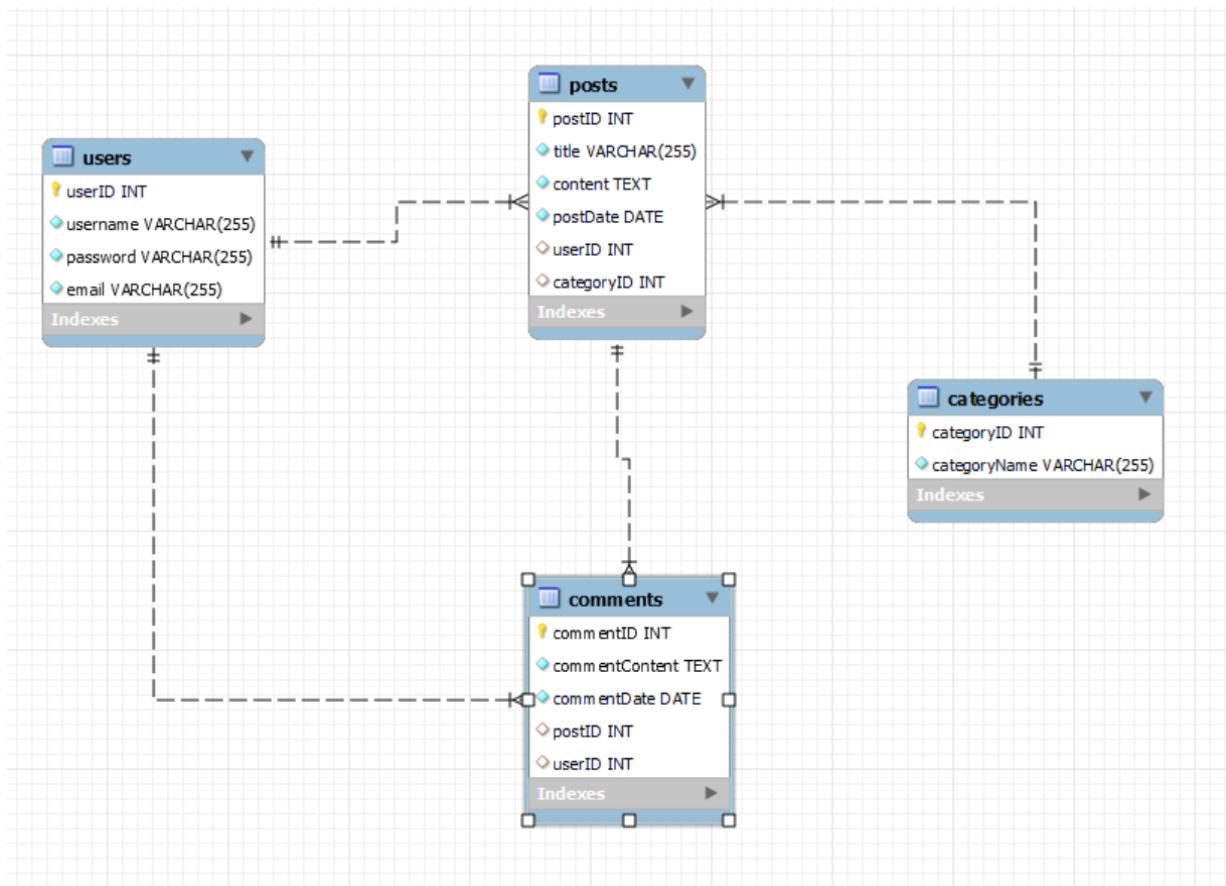 users
userID INT
username VARCHAR(255)
password VARCHAR(255)
email VARCHAR(255)
Indexes
posts
postID INT
title VARCHAR(255)
content TEXT
postDate DATE
userID INT
categoryID INT
Indexes
categories
categoryID INT
categoryName VARCHAR(255)
Indexes
comments
commentID INT
commentContent TEXT
commentDate DATE
postID INT
userID INT
Indexes